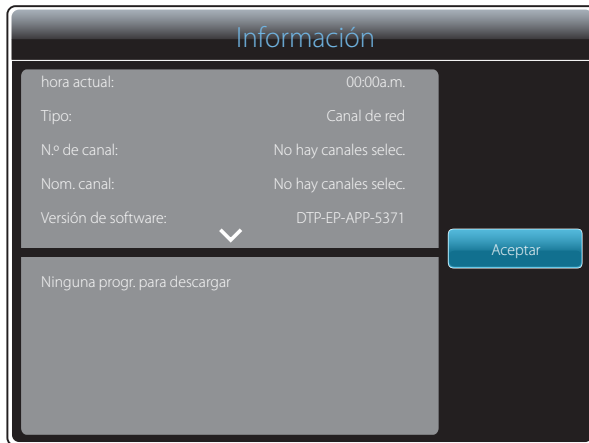 Información
hora actual: 00:00a.m.
Tipo: Canal de red
N.º de canal: No hay canales selec.
Nom. canal: No hay canales selec.
Versión de software: DTP-EP-APP-5371
Aceptar
Ninguna progr. para descargar